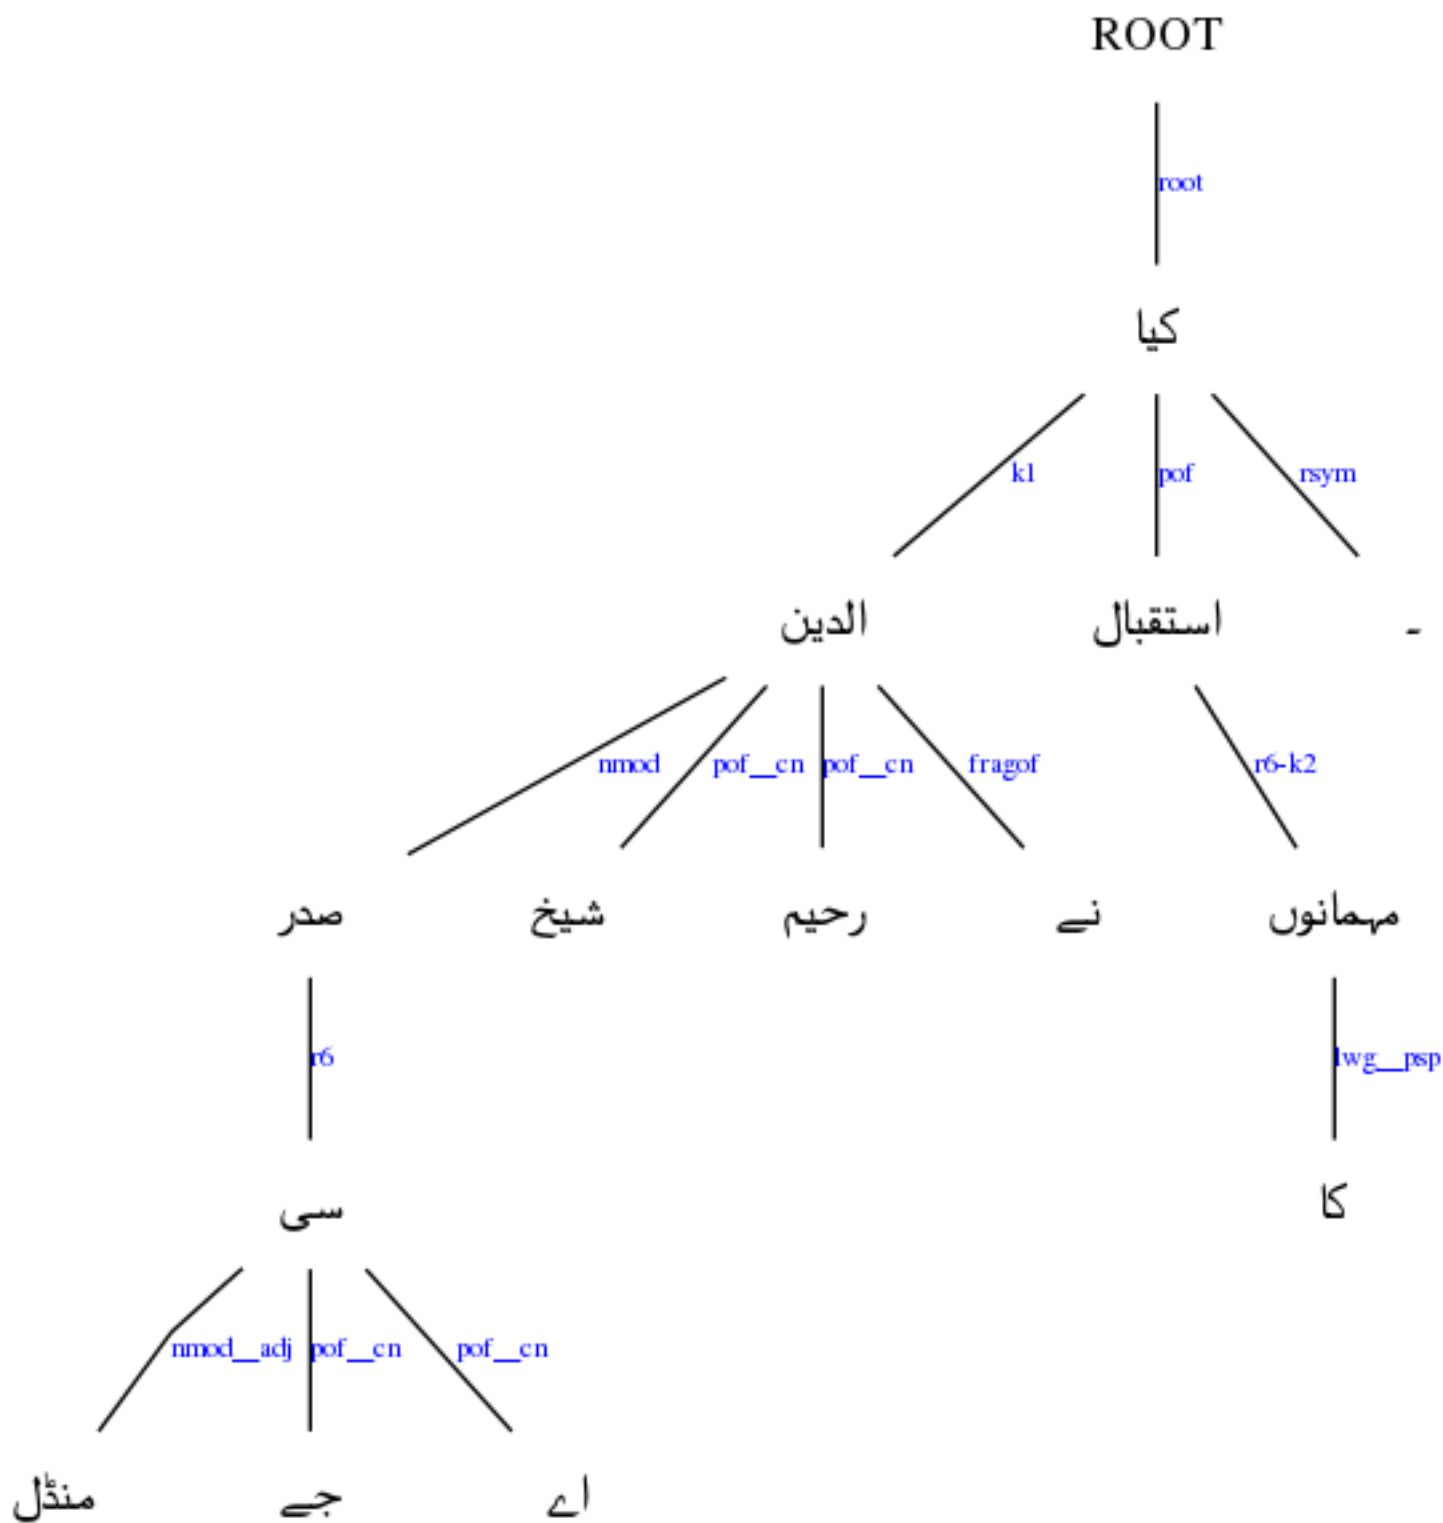 ROOT
root
کیا
k1 pof rsym
الدین استقبال ۔
nmod pof__cn pof__cn fragof r6-k2
صدر شیخ رحیم نے مہمانوں
r6 lwg__psp
سی کا
nmod__adj pof__cn pof__cn
منڈل جے اے